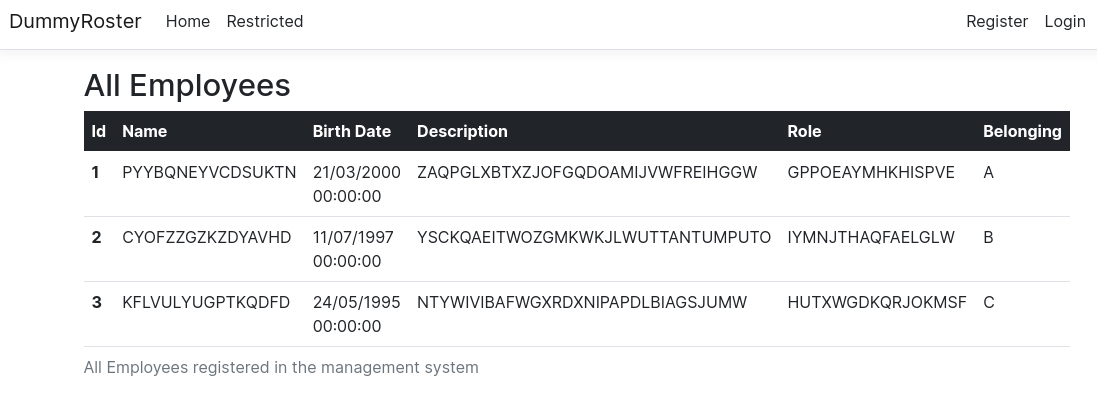 DummyRoster Home Restricted Register Login
All Employees
Id Name Birth Date Description Role Belonging
1 PYYBQNEYVCDSUKTN 21/03/2000 ZAQPGLXBTXZJOFGQDOAMIJVWFREIHGGW GPPOEAYMHKHISPVE A
00:00:00
2 CYOFZZGZKZDYAVHD 11/07/1997 YSCKQAEITWOZGMKWKJLWUTTANTUMPUTO IYMNJTHAQFAELGLW B
00:00:00
3 KFLVULYUGPTKQDFD 24/05/1995 NTYWIVIBAFWGXRDXNIPAPDLBIAGSJUMW HUTXWGDKQRJOKMSF C
00:00:00
All Employees registered in the management system